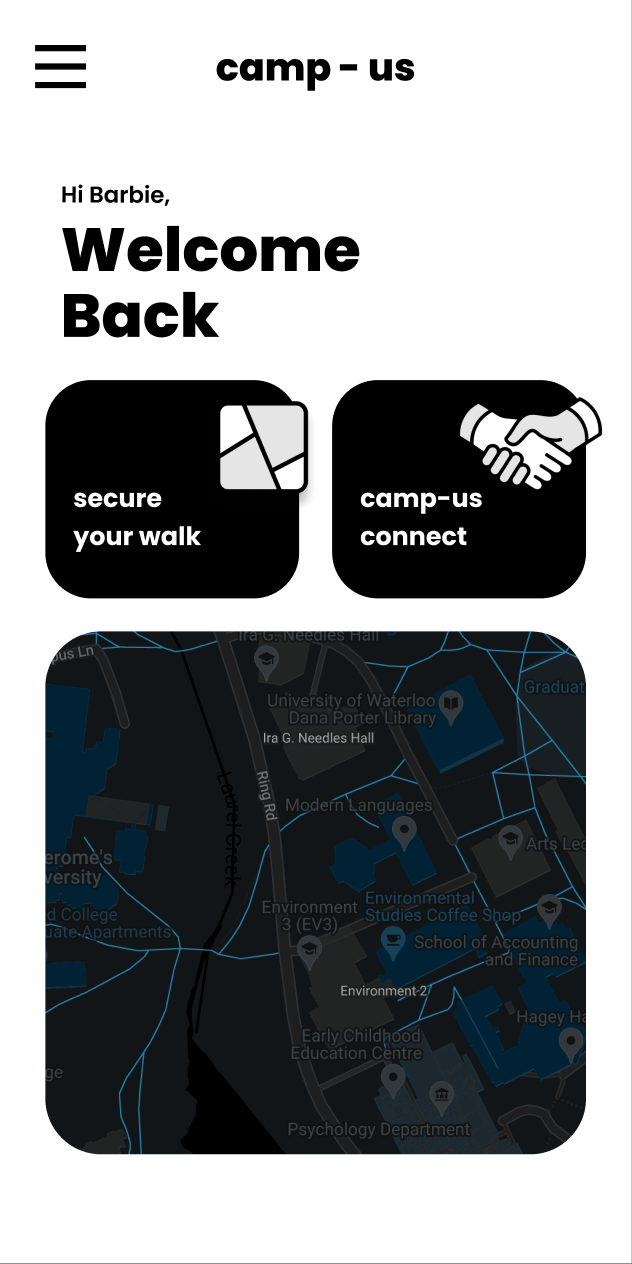 camp - us
Hi Barbie,
Welcome
Back
secure
your walk
camp-us
connect
Ira G. Needles Hall
pus Ln
Graduat
University of Waterloo
Dana Porter Library
Ira G. Needles Hall
Laurel Creek
Ring Rd
Modern Languages
Arts Lec
erome's
versity
Environmental
Studies Coffee Shop
Environment
3 (EV3)
d College
uate-Apartments
School of Accounting
and Finance
Environment-2
Hagey Ha
Early Childhood
Education Centre
ge
Psychology Department